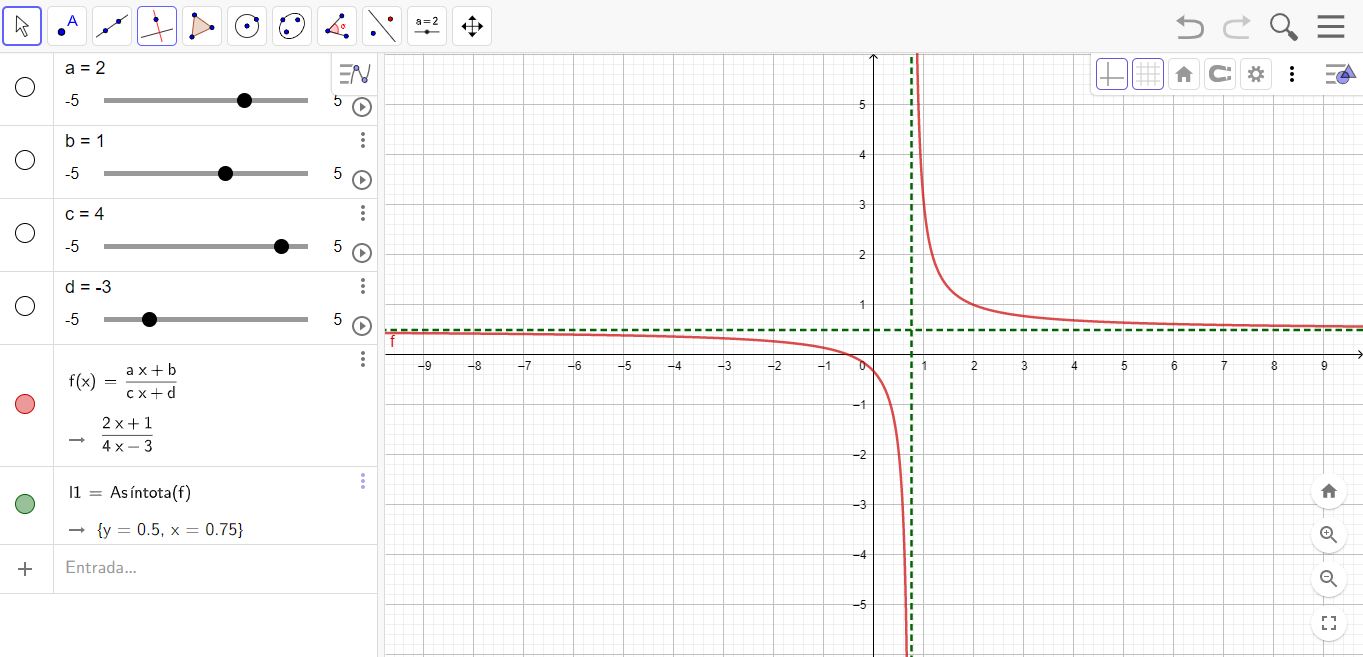 A
a = 2
a = 2
-5 5
b = 1
-5 5
c = 4
-5 5
d = -3
-5 5
f(x) = a x + b / c x + d
→ 2 x + 1 / 4 x − 3
l1 = Asíntota(f)
→ {y = 0.5, x = 0.75}
+ Entrada...
f
5
4
3
2
1
−9 −8 −7 −6 −5 −4 −3 −2 −1 0 1 2 3 4 5 6 7 8 9
−1
−2
−3
−4
−5